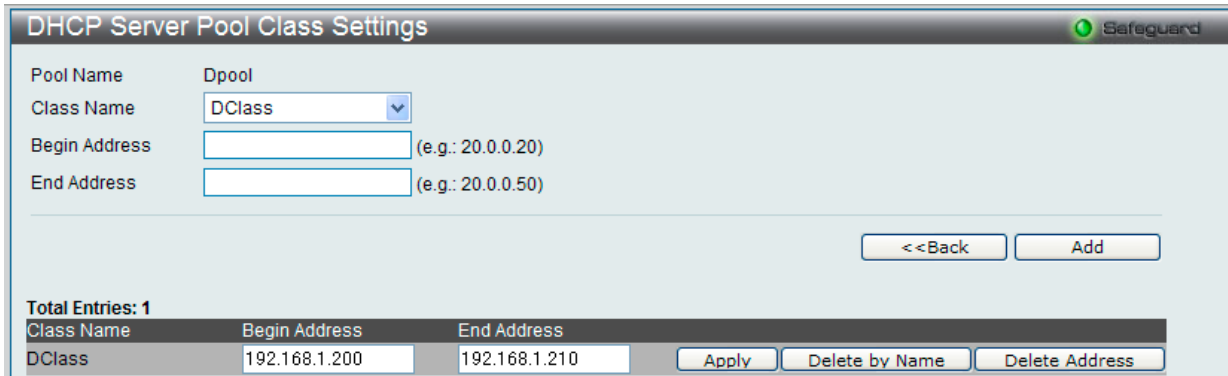 DHCP Server Pool Class Settings Safeguard
Pool Name Dpool
Class Name DClass
Begin Address (e.g.: 20.0.0.20)
End Address (e.g.: 20.0.0.50)
<<Back Add
Total Entries: 1
Class Name Begin Address End Address
DClass 192.168.1.200 192.168.1.210 Apply Delete by Name Delete Address